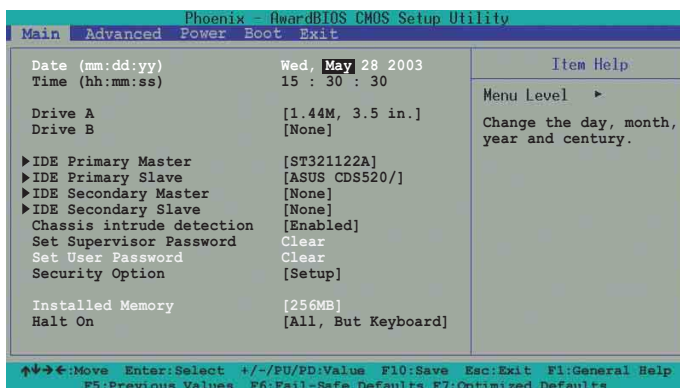 Phoenix - AwardBIOS CMOS Setup Utility
Main Advanced Power Boot Exit
Date (mm:dd:yy) Wed, May 28 2003
Time (hh:mm:ss) 15 : 30 : 30
Drive A [1.44M, 3.5 in.]
Drive B [None]
▶IDE Primary Master [ST321122A]
▶IDE Primary Slave [ASUS CDS520/]
▶IDE Secondary Master [None]
▶IDE Secondary Slave [None]
Chassis intrude detection [Enabled]
Set Supervisor Password Clear
Set User Password Clear
Security Option [Setup]
Installed Memory [256MB]
Halt On [All, But Keyboard]
Item Help
Menu Level ▸
Change the day, month,
year and century.
↑↓→←:Move Enter:Select +/-/PU/PD:Value F10:Save Esc:Exit F1:General Help
F5:Previous Values F6:Fail-Safe Defaults F7:Optimized Defaults